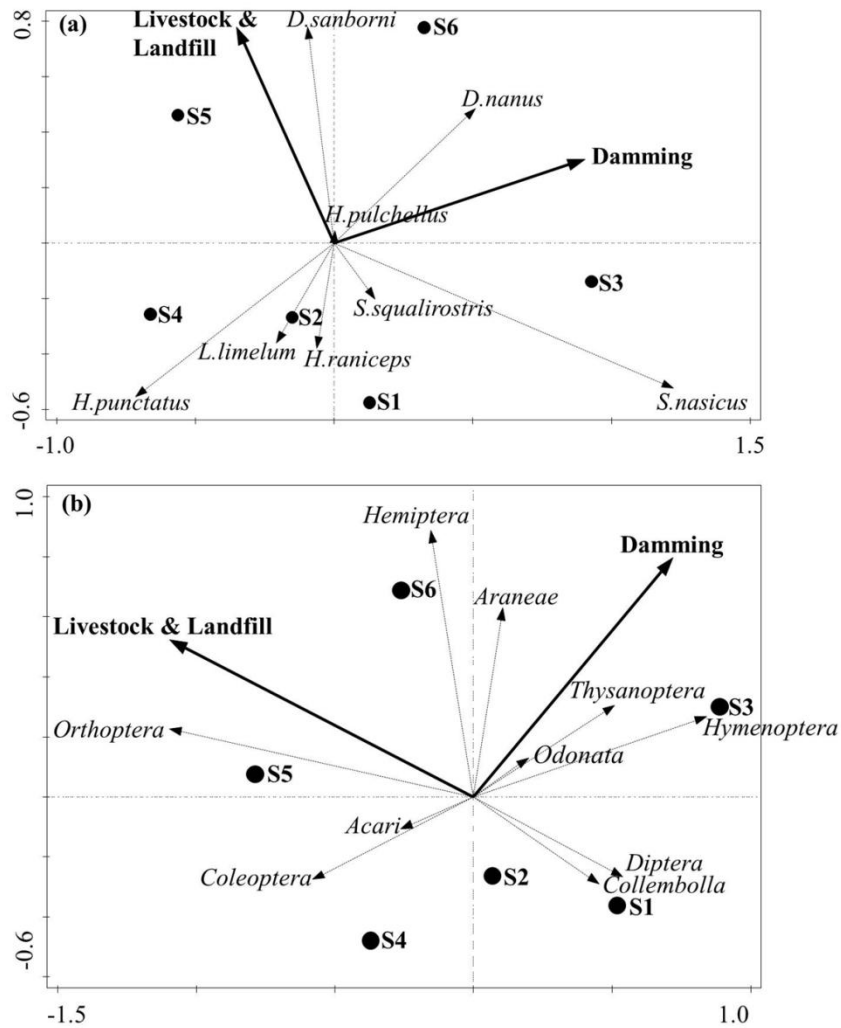 (a)
0.8
Livestock &
Landfill
D.sanborni
S6
S5
D.nanus
Damming
H.pulchellus
S3
S4
S2
S.squalirostris
L.limelum
H.raniceps
H.punctatus
S1
S.nasicus
-0.6
-1.0
1.5
(b)
1.0
Hemiptera
Damming
S6
Araneae
Livestock & Landfill
Thysanoptera
S3
Orthoptera
Hymenoptera
Odonata
S5
Acari
Coleoptera
S2
Diptera
Collembolla
S1
S4
-0.6
-1.5
1.0